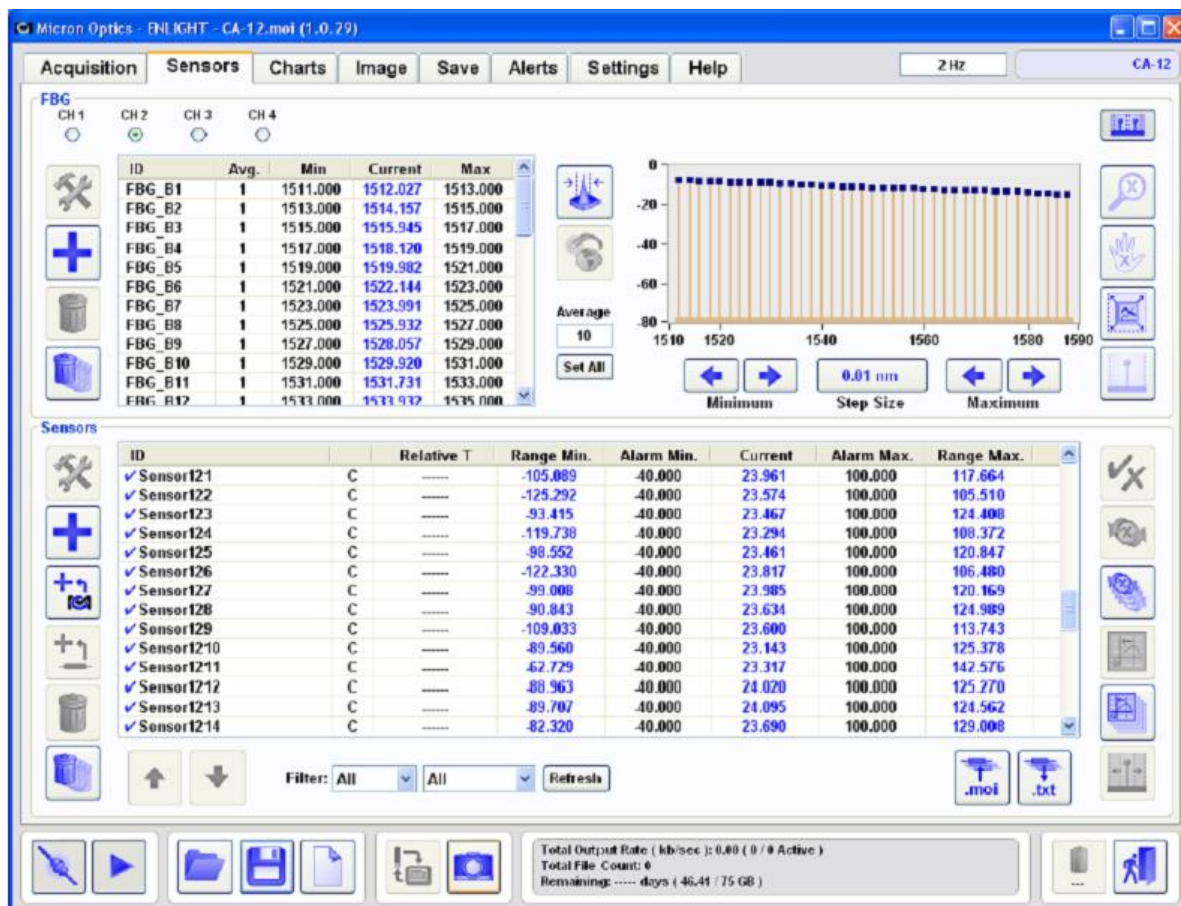 Micron Optics - ENLIGHT - CA-12.moi (1.0.29)
Acquisition Sensors Charts Image Save Alerts Settings Help 2 Hz CA-12
FBG
CH 1 CH 2 CH 3 CH 4
ID Avg. Min Current Max
FBG_B1 1 1511.000 1512.027 1513.000
FBG_B2 1 1513.000 1514.157 1515.000
FBG_B3 1 1515.000 1515.945 1517.000
FBG_B4 1 1517.000 1518.120 1519.000
FBG_B5 1 1519.000 1519.982 1521.000
FBG_B6 1 1521.000 1522.144 1523.000
FBG_B7 1 1523.000 1523.991 1525.000
FBG_B8 1 1525.000 1525.932 1527.000
FBG_B9 1 1527.000 1528.057 1529.000
FBG_B10 1 1529.000 1529.920 1531.000
FBG_B11 1 1531.000 1531.731 1533.000
FBG_B12 1 1533.000 1533.932 1535.000
Average
10
Set All
0
-20
-40
-60
-80
1510 1520 1540 1560 1580 1590
0.01 nm
Minimum Step Size Maximum
Sensors
ID Relative T Range Min. Alarm Min. Current Alarm Max. Range Max.
Sensor121 C ------ -105.089 -40.000 23.961 100.000 117.664
Sensor122 C ------ -125.292 -40.000 23.574 100.000 105.510
Sensor123 C ------ -93.415 -40.000 23.467 100.000 124.408
Sensor124 C ------ -119.738 -40.000 23.294 100.000 108.372
Sensor125 C ------ -98.552 -40.000 23.461 100.000 120.847
Sensor126 C ------ -122.330 -40.000 23.817 100.000 106.480
Sensor127 C ------ -99.008 -40.000 23.985 100.000 120.169
Sensor128 C ------ -90.843 -40.000 23.634 100.000 124.989
Sensor129 C ------ -109.033 -40.000 23.600 100.000 113.743
Sensor1210 C ------ -89.560 -40.000 23.143 100.000 125.378
Sensor1211 C ------ -62.729 -40.000 23.317 100.000 142.576
Sensor1212 C ------ -88.963 -40.000 24.020 100.000 125.270
Sensor1213 C ------ -89.707 -40.000 24.095 100.000 124.562
Sensor1214 C ------ -82.320 -40.000 23.690 100.000 129.008
Filter: All All Refresh
.moi .txt
Total Output Rate ( kb/sec ): 0.00 ( 0 / 0 Active )
Total File Count: 0
Remaining: ----- days ( 46.41 / 75 GB )
---